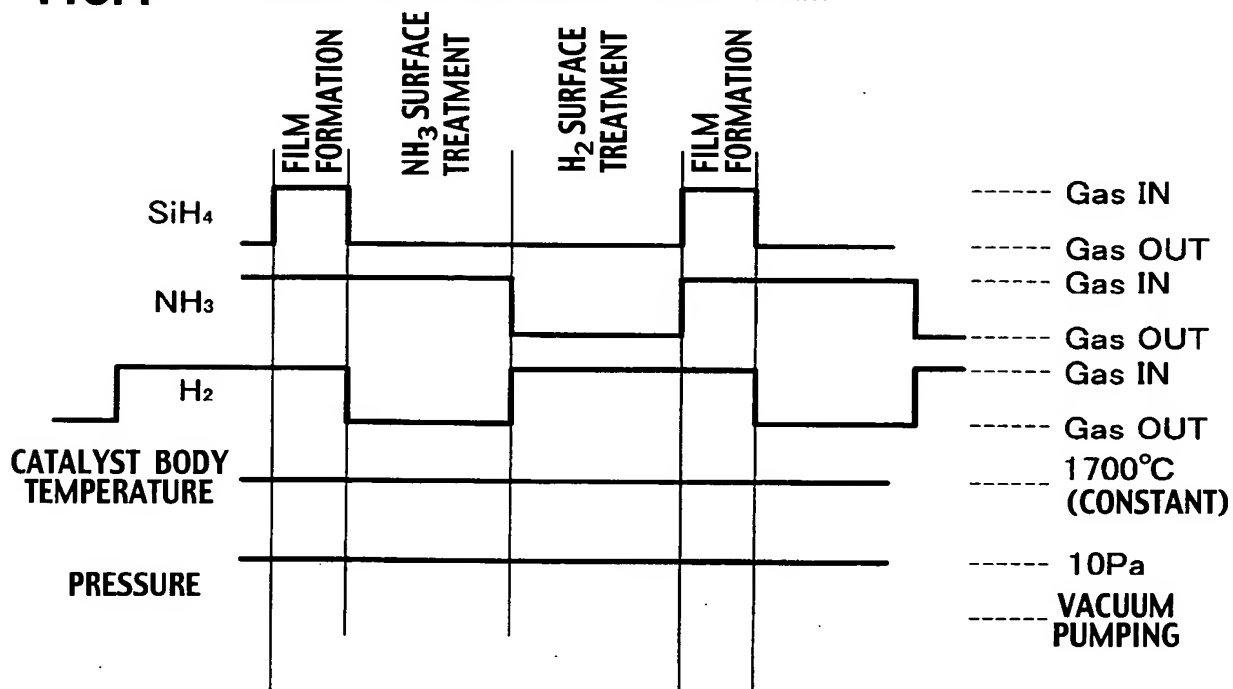 FILM
FORMATION
NH3 SURFACE
TREATMENT
H2 SURFACE
TREATMENT
FILM
FORMATION
SiH4
Gas IN
Gas OUT
NH3
Gas IN
Gas OUT
H2
Gas IN
Gas OUT
CATALYST BODY
TEMPERATURE
1700°C
(CONSTANT)
PRESSURE
10Pa
VACUUM
PUMPING